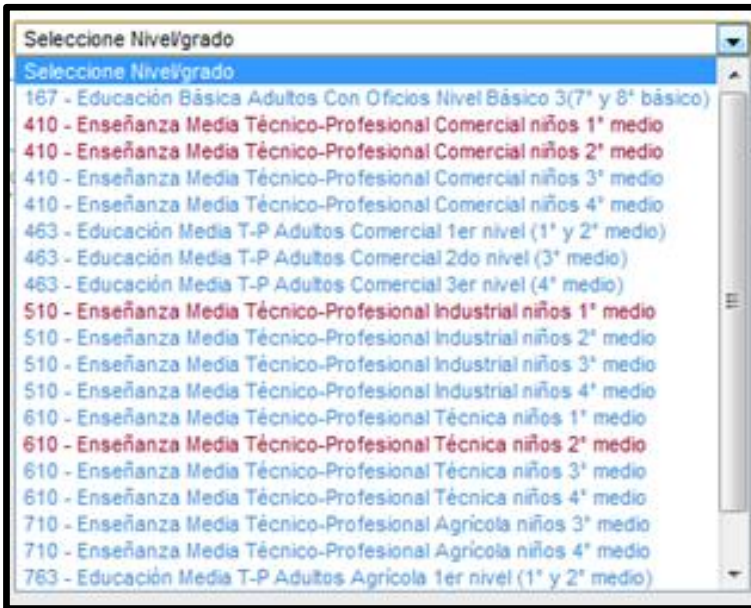 Seleccione Nivel/grado
Seleccione Nivel/grado
167 - Educación Básica Adultos Con Oficios Nivel Básico 3(7° y 8° básico)
410 - Enseñanza Media Técnico-Profesional Comercial niños 1° medio
410 - Enseñanza Media Técnico-Profesional Comercial niños 2° medio
410 - Enseñanza Media Técnico-Profesional Comercial niños 3° medio
410 - Enseñanza Media Técnico-Profesional Comercial niños 4° medio
463 - Educación Media T-P Adultos Comercial 1er nivel (1° y 2° medio)
463 - Educación Media T-P Adultos Comercial 2do nivel (3° medio)
463 - Educación Media T-P Adultos Comercial 3er nivel (4° medio)
510 - Enseñanza Media Técnico-Profesional Industrial niños 1° medio
510 - Enseñanza Media Técnico-Profesional Industrial niños 2° medio
510 - Enseñanza Media Técnico-Profesional Industrial niños 3° medio
510 - Enseñanza Media Técnico-Profesional Industrial niños 4° medio
610 - Enseñanza Media Técnico-Profesional Técnica niños 1° medio
610 - Enseñanza Media Técnico-Profesional Técnica niños 2° medio
610 - Enseñanza Media Técnico-Profesional Técnica niños 3° medio
610 - Enseñanza Media Técnico-Profesional Técnica niños 4° medio
710 - Enseñanza Media Técnico-Profesional Agrícola niños 3° medio
710 - Enseñanza Media Técnico-Profesional Agrícola niños 4° medio
763 - Educación Media T-P Adultos Agrícola 1er nivel (1° y 2° medio)